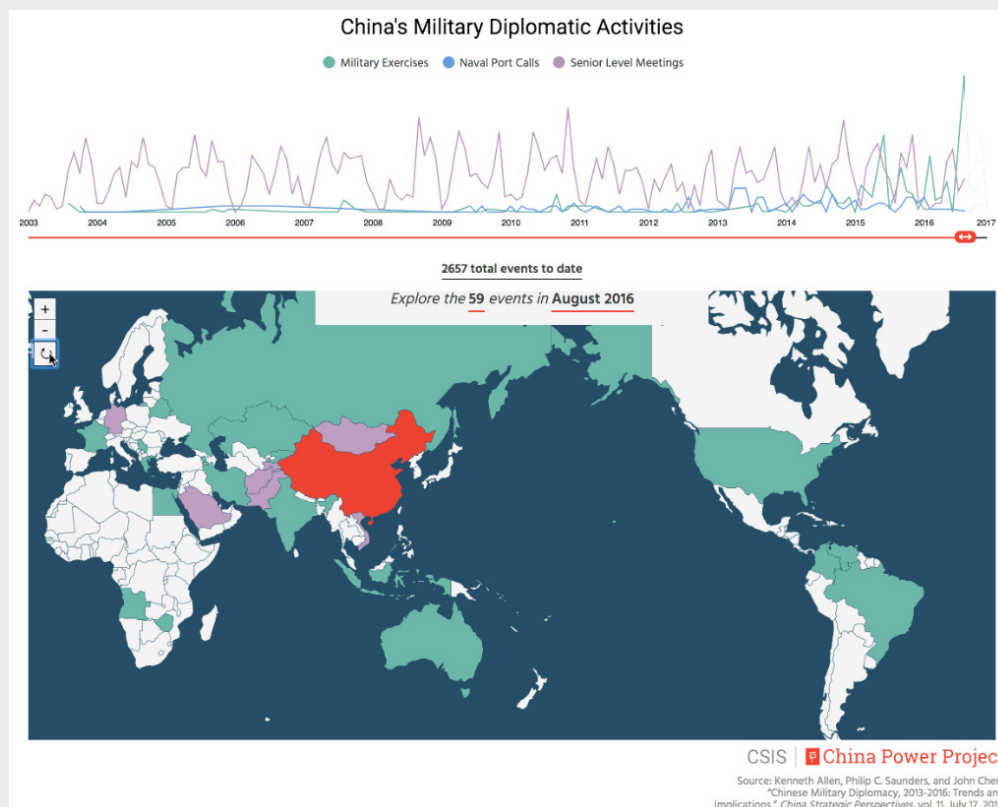 China's Military Diplomatic Activities
Military Exercises Naval Port Calls Senior Level Meetings
2003 2004 2005 2006 2007 2008 2009 2010 2011 2012 2013 2014 2015 2016 2017
2657 total events to date
Explore the 59 events in August 2016
+
-
CSIS | China Power Projec
Source: Kenneth Allen, Philip C. Saunders, and John Chen
"Chinese Military Diplomacy, 2013-2016: Trends an
Implications," China Strategic Perspectives, vol. 11, July 17, 201